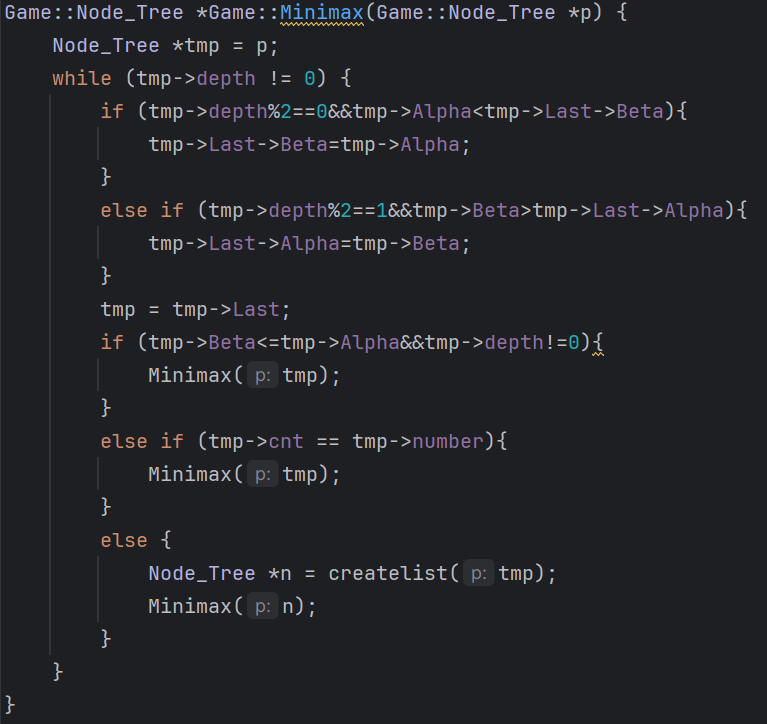 Game::Node_Tree *Game::Minimax(Game::Node_Tree *p) {
    Node_Tree *tmp = p;
    while (tmp->depth != 0) {
        if (tmp->depth%2==0&&tmp->Alpha<tmp->Last->Beta){
            tmp->Last->Beta=tmp->Alpha;
        }
        else if (tmp->depth%2==1&&tmp->Beta>tmp->Last->Alpha){
            tmp->Last->Alpha=tmp->Beta;
        }
        tmp = tmp->Last;
        if (tmp->Beta<=tmp->Alpha&&tmp->depth!=0){
            Minimax( p: tmp);
        }
        else if (tmp->cnt == tmp->number){
            Minimax( p: tmp);
        }
        else {
            Node_Tree *n = createlist( p: tmp);
            Minimax( p: n);
        }
    }
}